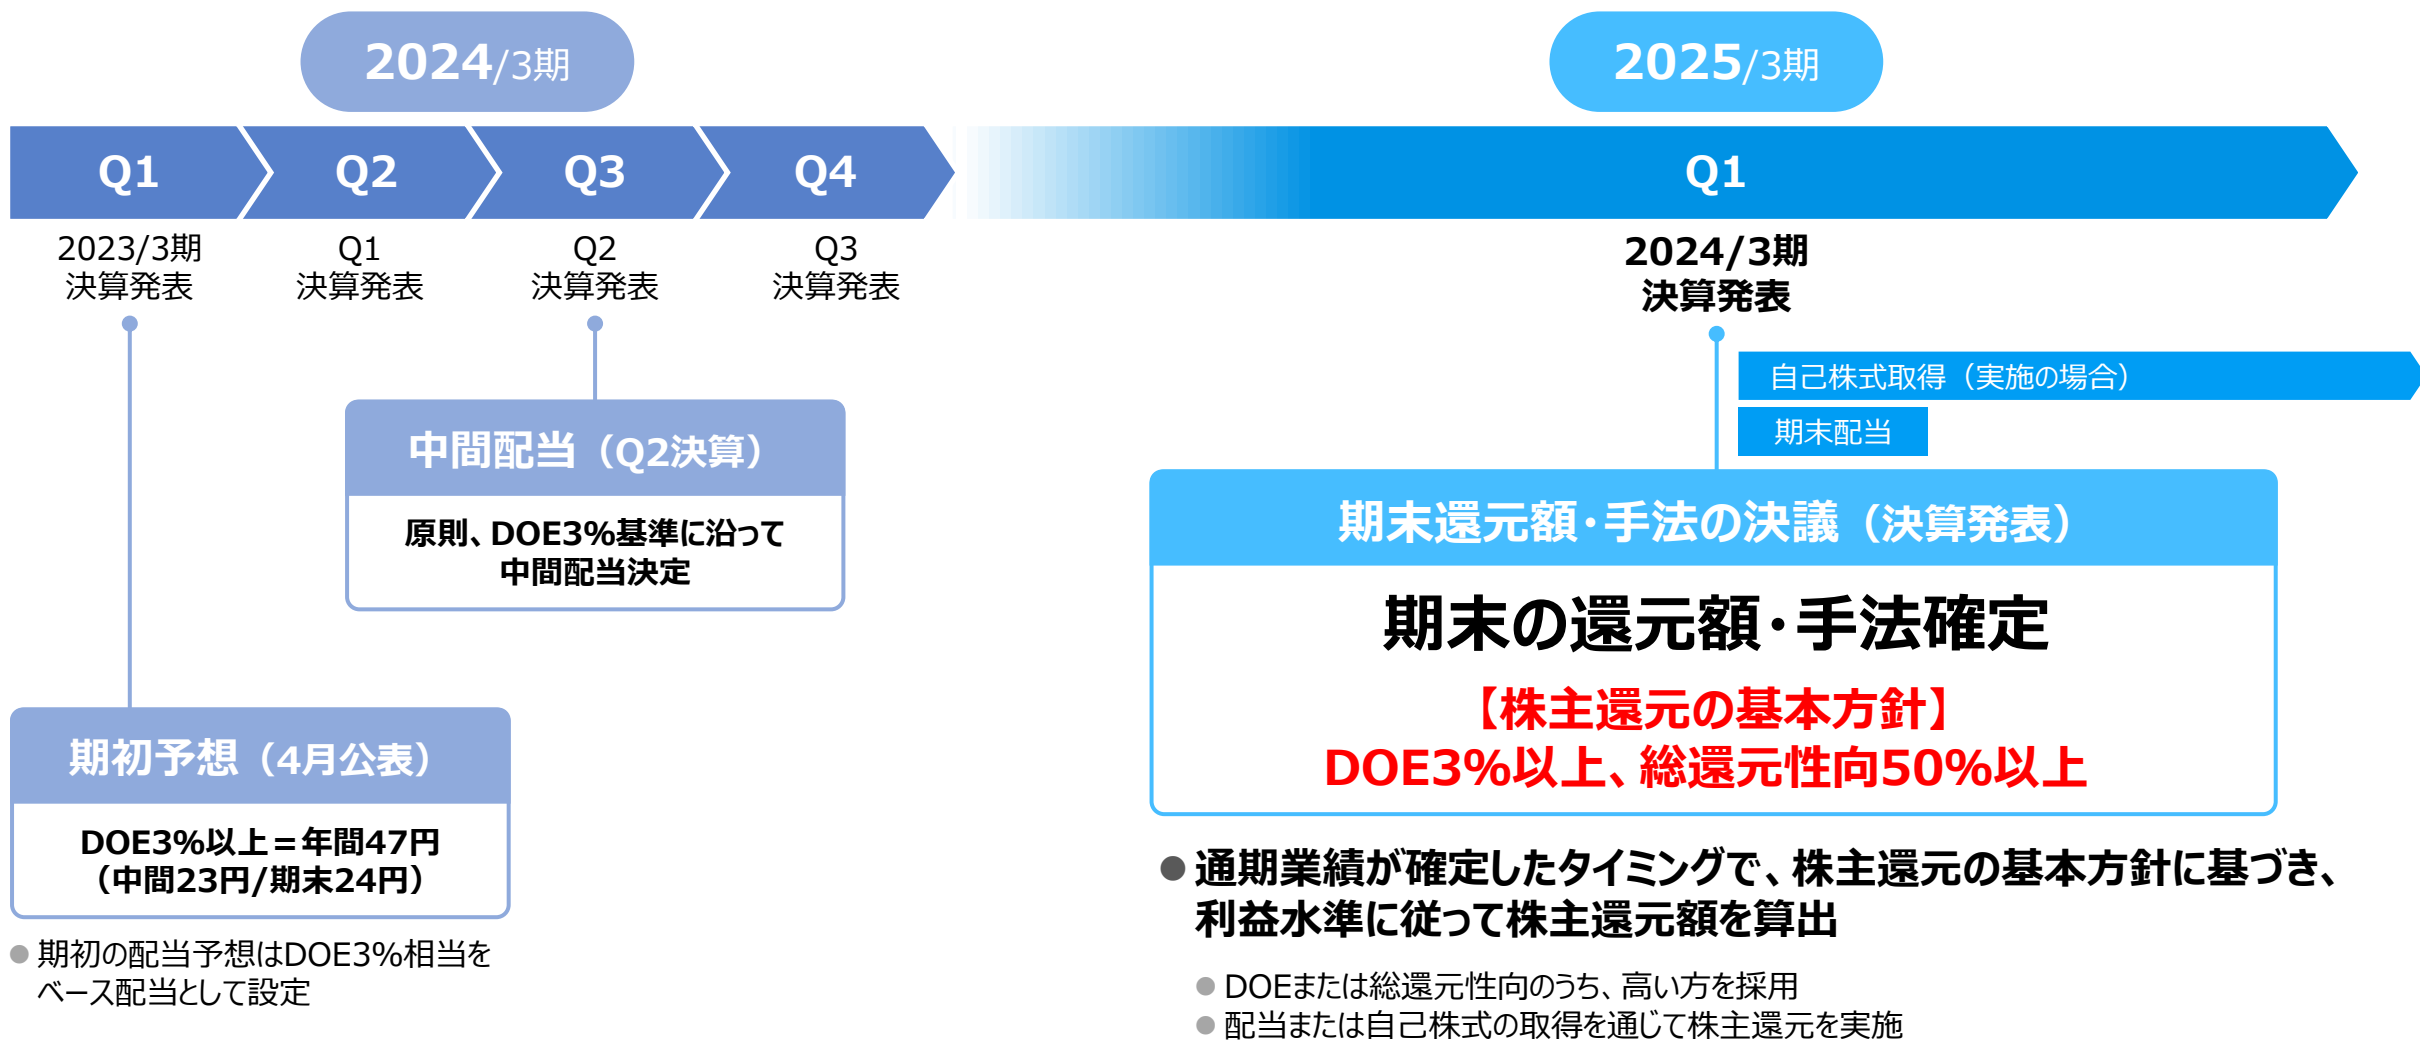 2024/3期
2025/3期
Q1
Q2
Q3
Q4
Q1
2023/3期
決算発表
Q1
決算発表
Q2
決算発表
Q3
決算発表
2024/3期
決算発表
自己株式取得（実施の場合）
期末配当
中間配当（Q2決算）
原則、DOE3%基準に沿って
中間配当決定
期末還元額・手法の決議（決算発表）
期末の還元額・手法確定
【株主還元の基本方針】
DOE3%以上、総還元性向50%以上
期初予想（4月公表）
DOE3%以上＝年間47円
（中間23円/期末24円）
● 期初の配当予想はDOE3%相当を
ベース配当として設定
● 通期業績が確定したタイミングで、株主還元の基本方針に基づき、
利益水準に従って株主還元額を算出
● DOEまたは総還元性向のうち、高い方を採用
● 配当または自己株式の取得を通じて株主還元を実施